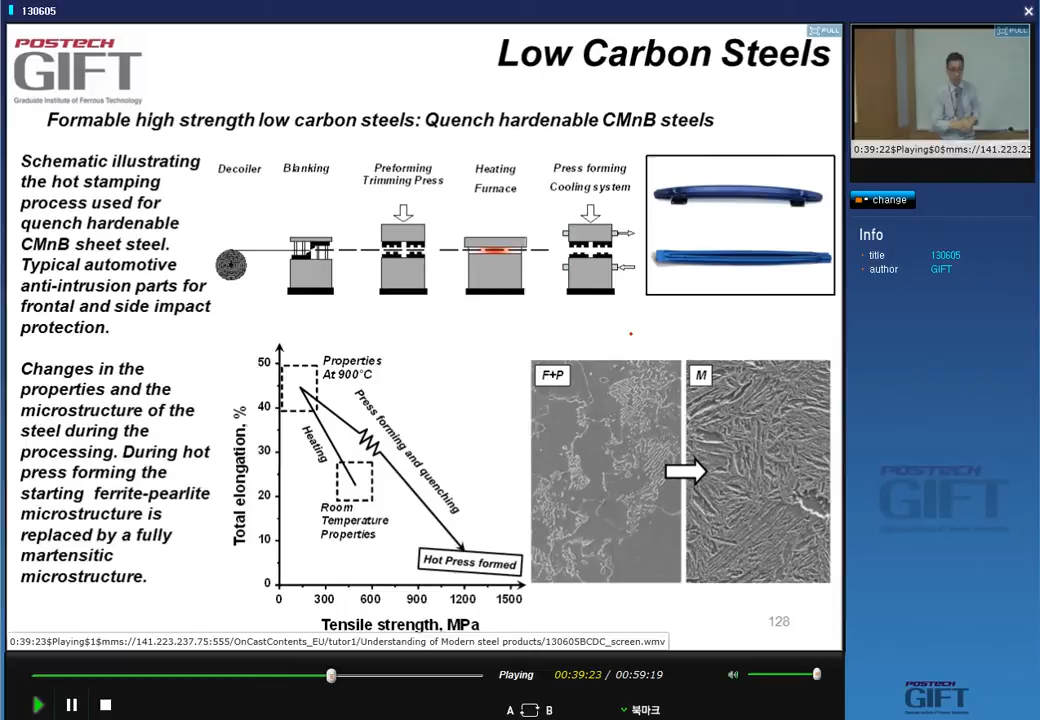 130605
POSTECH
GIFT
Graduate Institute of Ferrous Technology
FULL
Low Carbon Steels
Formable high strength low carbon steels: Quench hardenable CMnB steels
Schematic illustrating
the hot stamping
process used for
quench hardenable
CMnB sheet steel.
Typical automotive
anti-intrusion parts for
frontal and side impact
protection.
Changes in the
properties and the
microstructure of the
steel during the
processing. During hot
press forming the
starting ferrite-pearlite
microstructure is
replaced by a fully
martensitic
microstructure.
Decoiler
Blanking
Preforming
Trimming Press
Heating
Furnace
Press forming
Cooling system
Total elongation, %
50
40
30
20
10
0
Properties
At 900°C
Heating
Press forming and quenching
Room
Temperature
Properties
Hot Press formed
0 300 600 900 1200 1500
Tensile strength, MPa
F+P
M
128
0:39:23$Playing$1$mms://141.223.237.75:555/OnCastContents_EU/tutor1/Understanding of Modern steel products/130605BCDC_screen.wmv
Playing
00:39:23 / 00:59:19
A B
북마크
FULL
0:39:22$Playing$0$mms://141.223.23
change
Info
title 130605
author GIFT
POSTECH
GIFT
POSTECH
GIFT